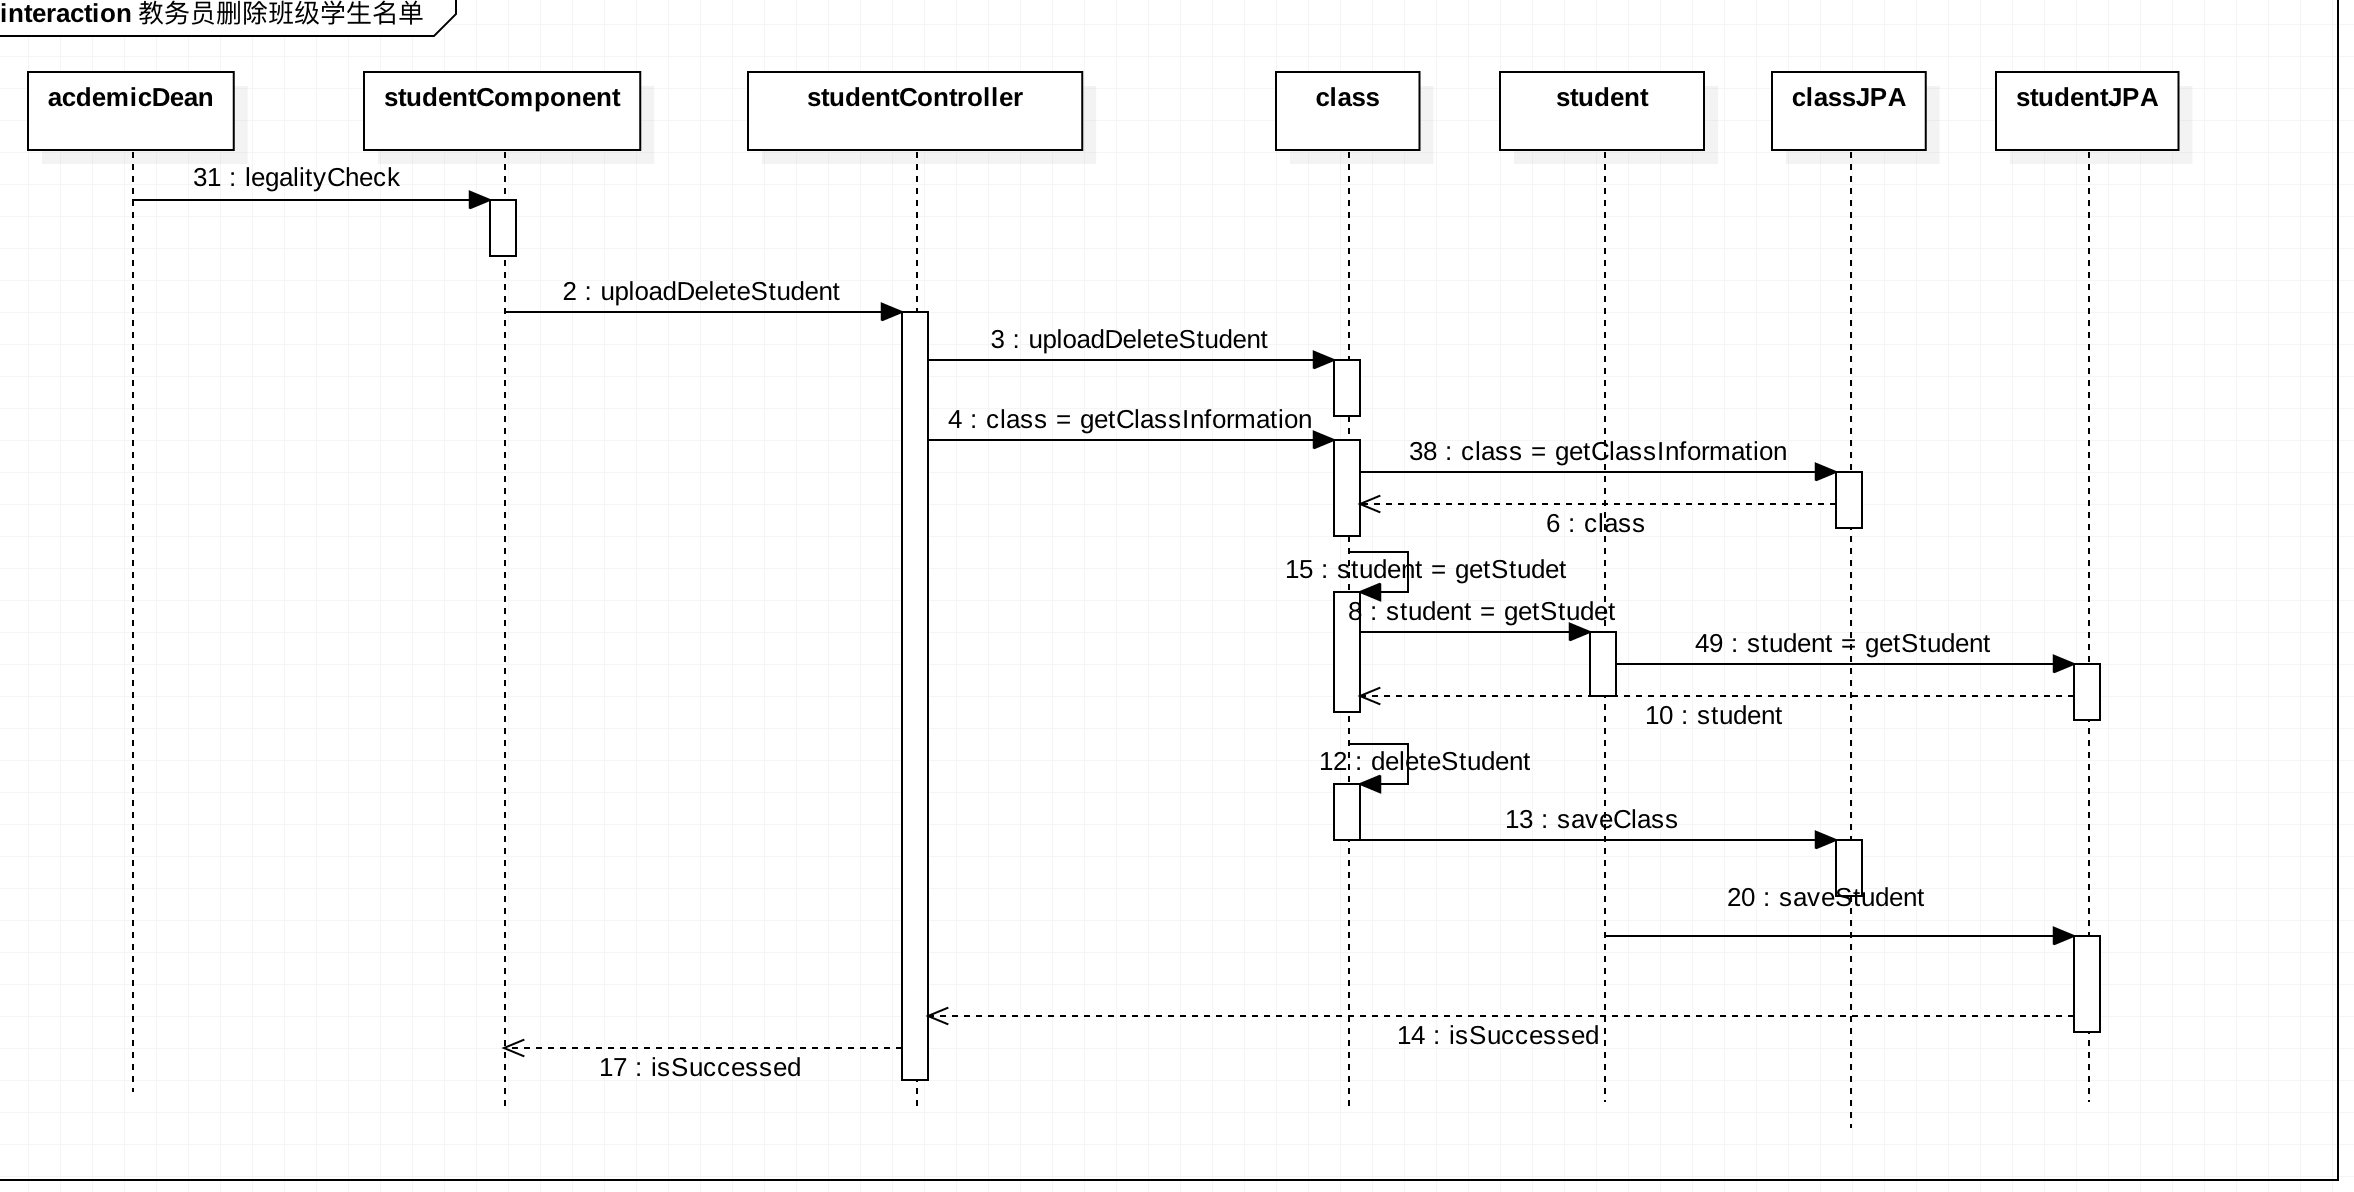 interaction 教务员删除班级学生名单
acdemicDean
studentComponent
studentController
class
student
classJPA
studentJPA
31 : legalityCheck
2 : uploadDeleteStudent
3 : uploadDeleteStudent
4 : class = getClassInformation
38 : class = getClassInformation
6 : class
15 : student = getStudet
8 : student = getStudet
49 : student = getStudent
10 : student
12 : deleteStudent
13 : saveClass
20 : saveStudent
14 : isSuccessed
17 : isSuccessed